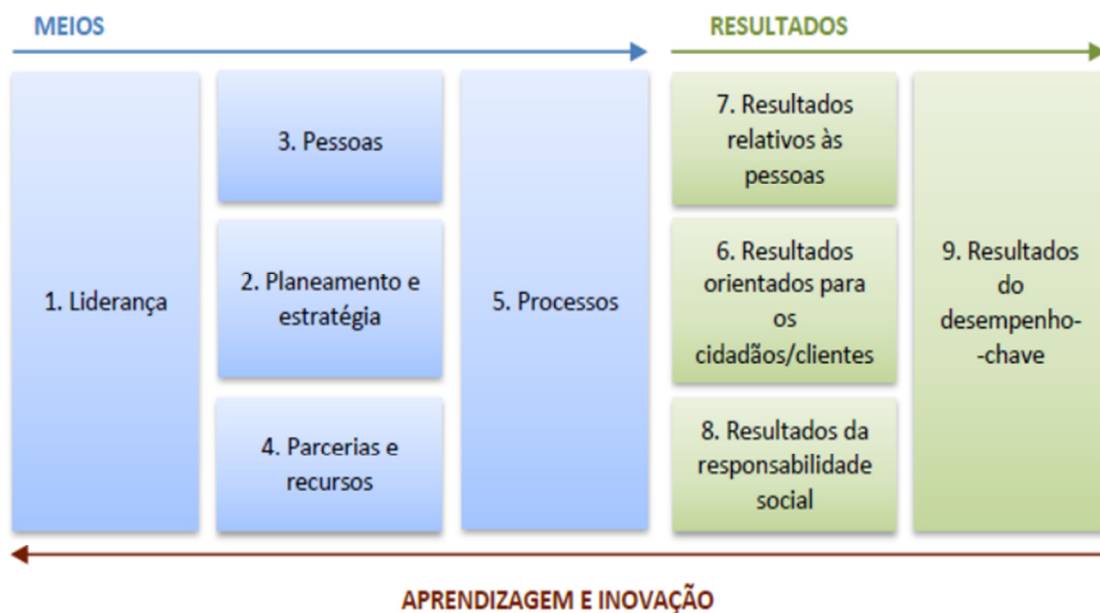 MEIOS
RESULTADOS
1. Liderança
3. Pessoas
2. Planeamento e
estratégia
4. Parcerias e
recursos
5. Processos
7. Resultados
relativos às
pessoas
6. Resultados
orientados para
os
cidadãos/clientes
8. Resultados da
responsabilidade
social
9. Resultados
do
desempenho-
-chave
APRENDIZAGEM E INOVAÇÃO